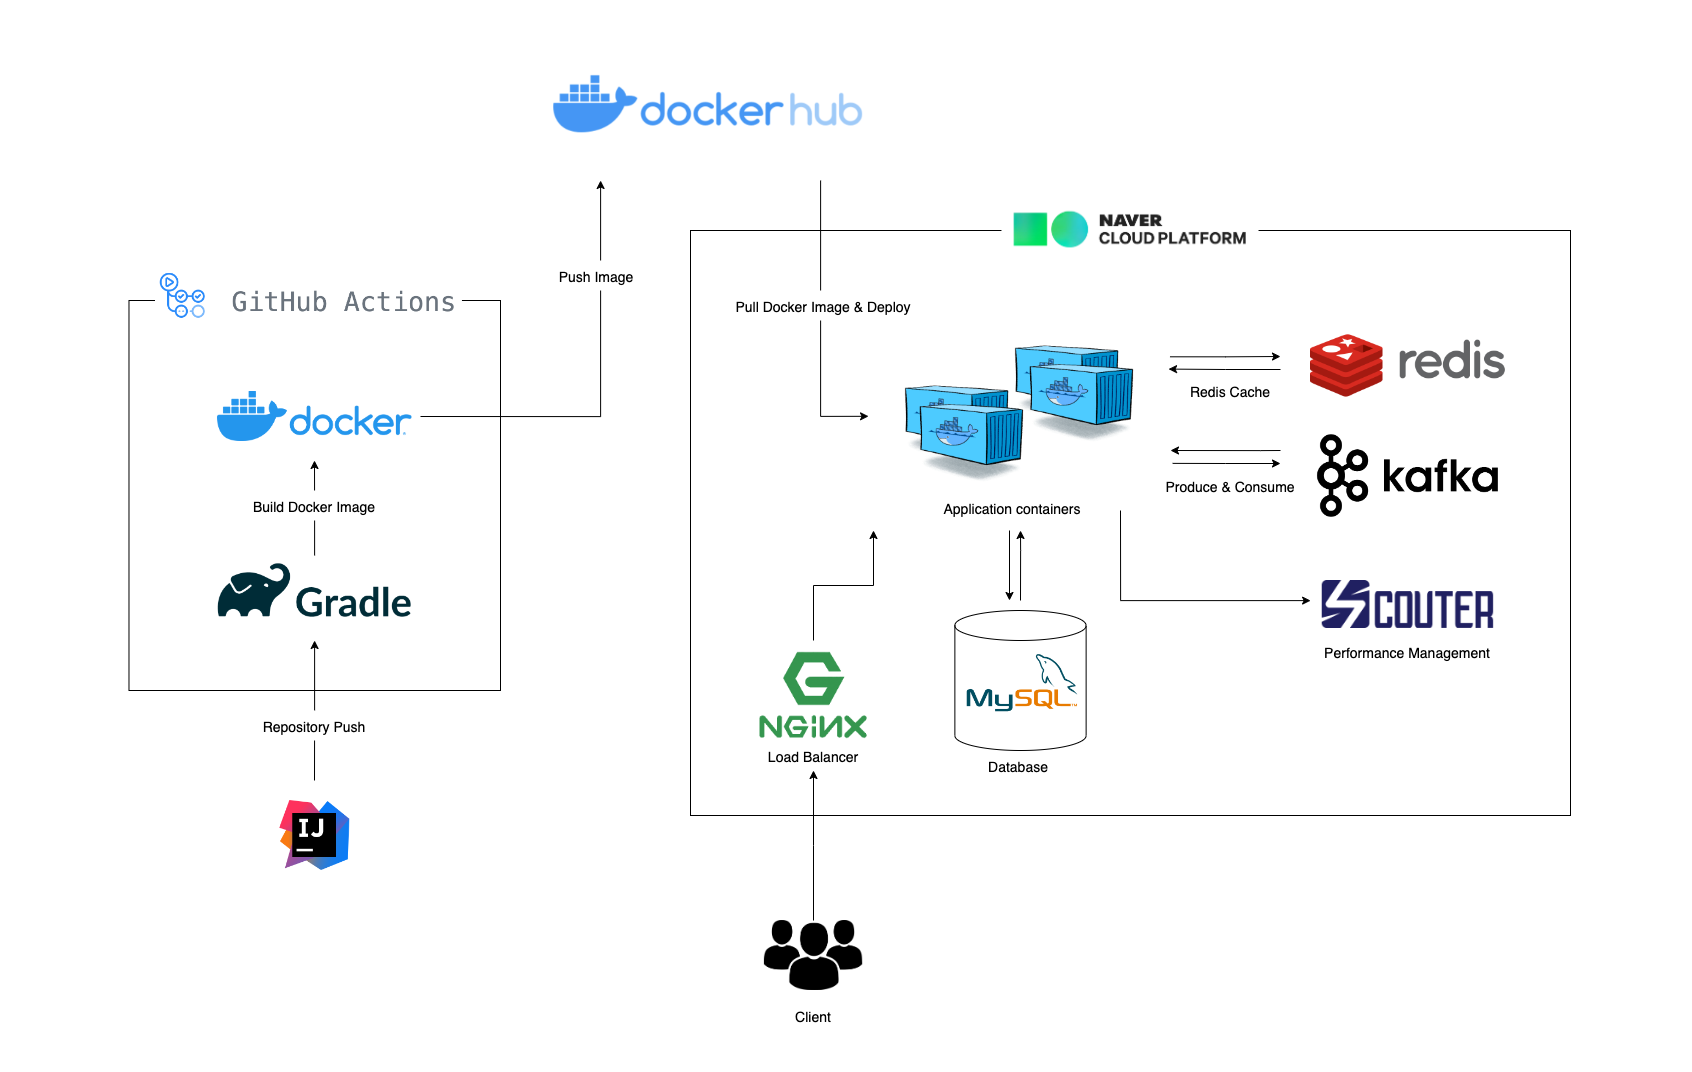 docker hub
NAVER
CLOUD PLATFORM
Push Image
GitHub Actions
Pull Docker Image & Deploy
redis
Redis Cache
docker
kafka
Produce & Consume
Build Docker Image
Application containers
Gradle
SCOUTER
Performance Management
MySQL™
NGINX
Repository Push
Load Balancer
Database
IJ
Client